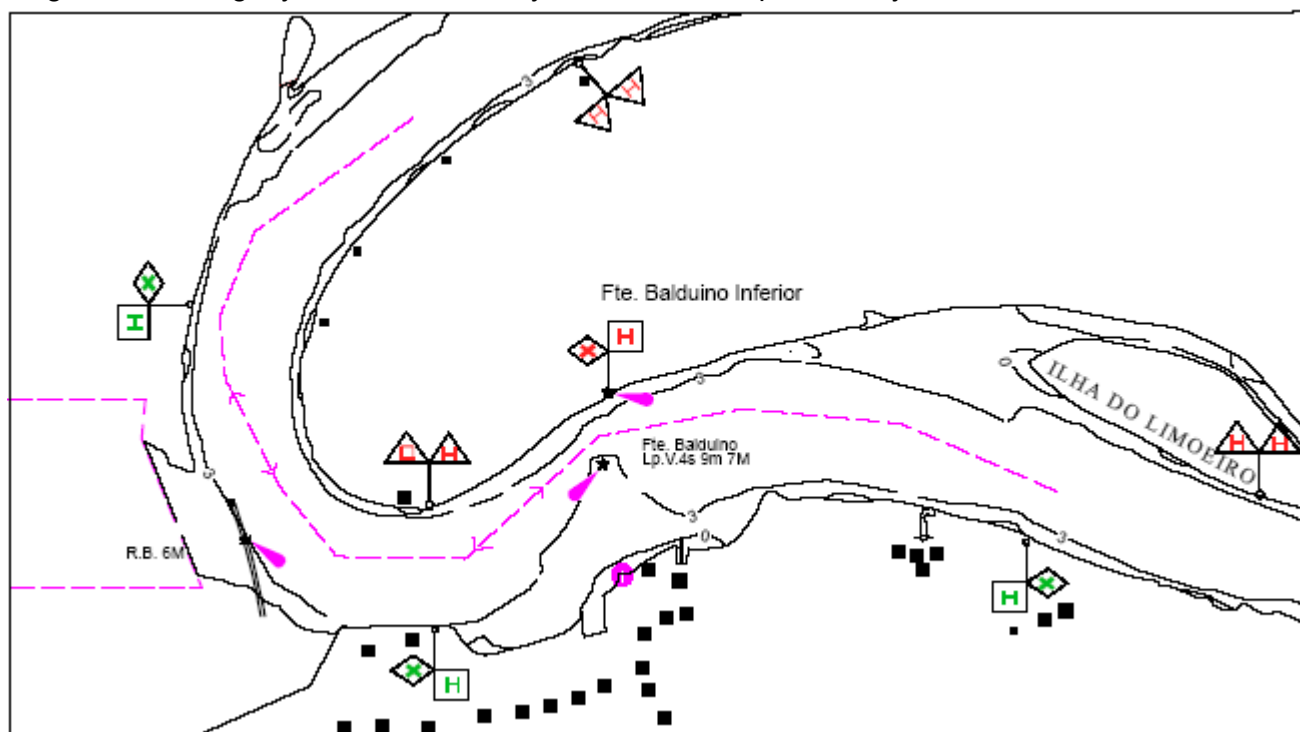 3
H H
X
H
Fte. Balduino Inferior
H
X
3
0
ILHA DO LIMOEIRO
H H
H
Fte. Balduino
Lp.V.4s 9m 7M
3
R.B. 6M
3
0
3
H
X
X
H